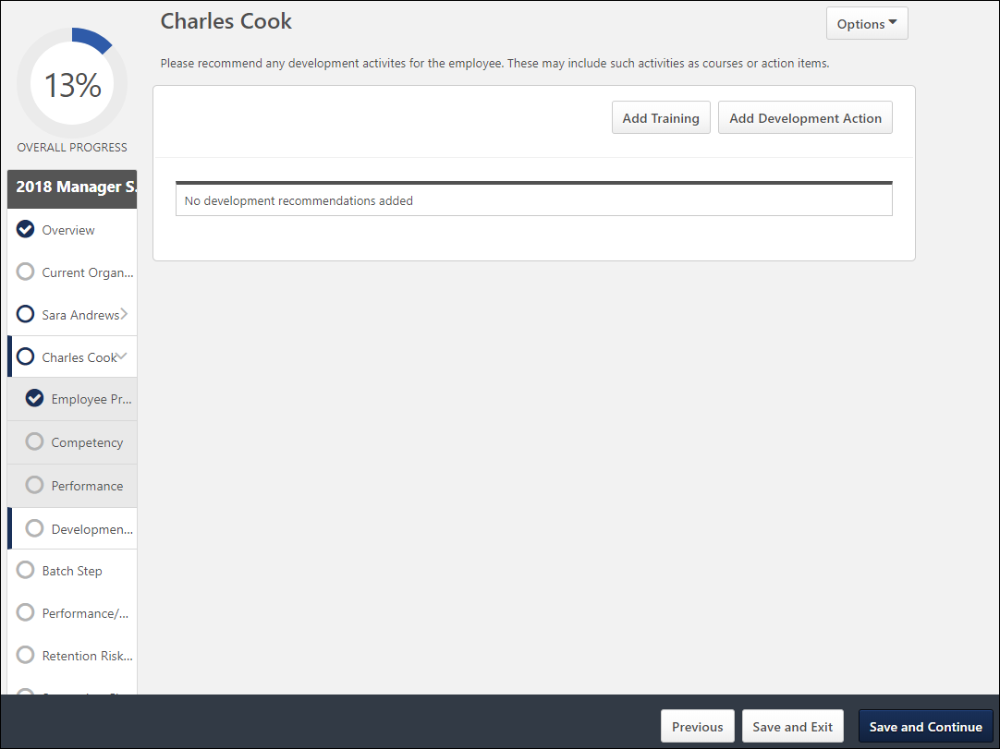 Charles Cook
Options
13%
Please recommend any development activites for the employee. These may include such activities as courses or action items.
Add Training
Add Development Action
OVERALL PROGRESS
No development recommendations added
2018 Manager S.
Overview
Current Organ...
Sara Andrews
Charles Cook
Employee Pr...
Competency
Performance
Developmen...
Batch Step
Performance/...
Retention Risk...
Previous
Save and Exit
Save and Continue